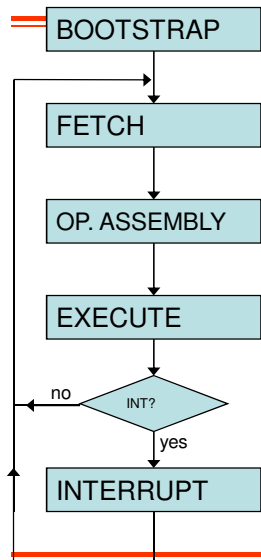 BOOTSTRAP
FETCH
OP. ASSEMBLY
EXECUTE
no
INT?
yes
INTERRUPT